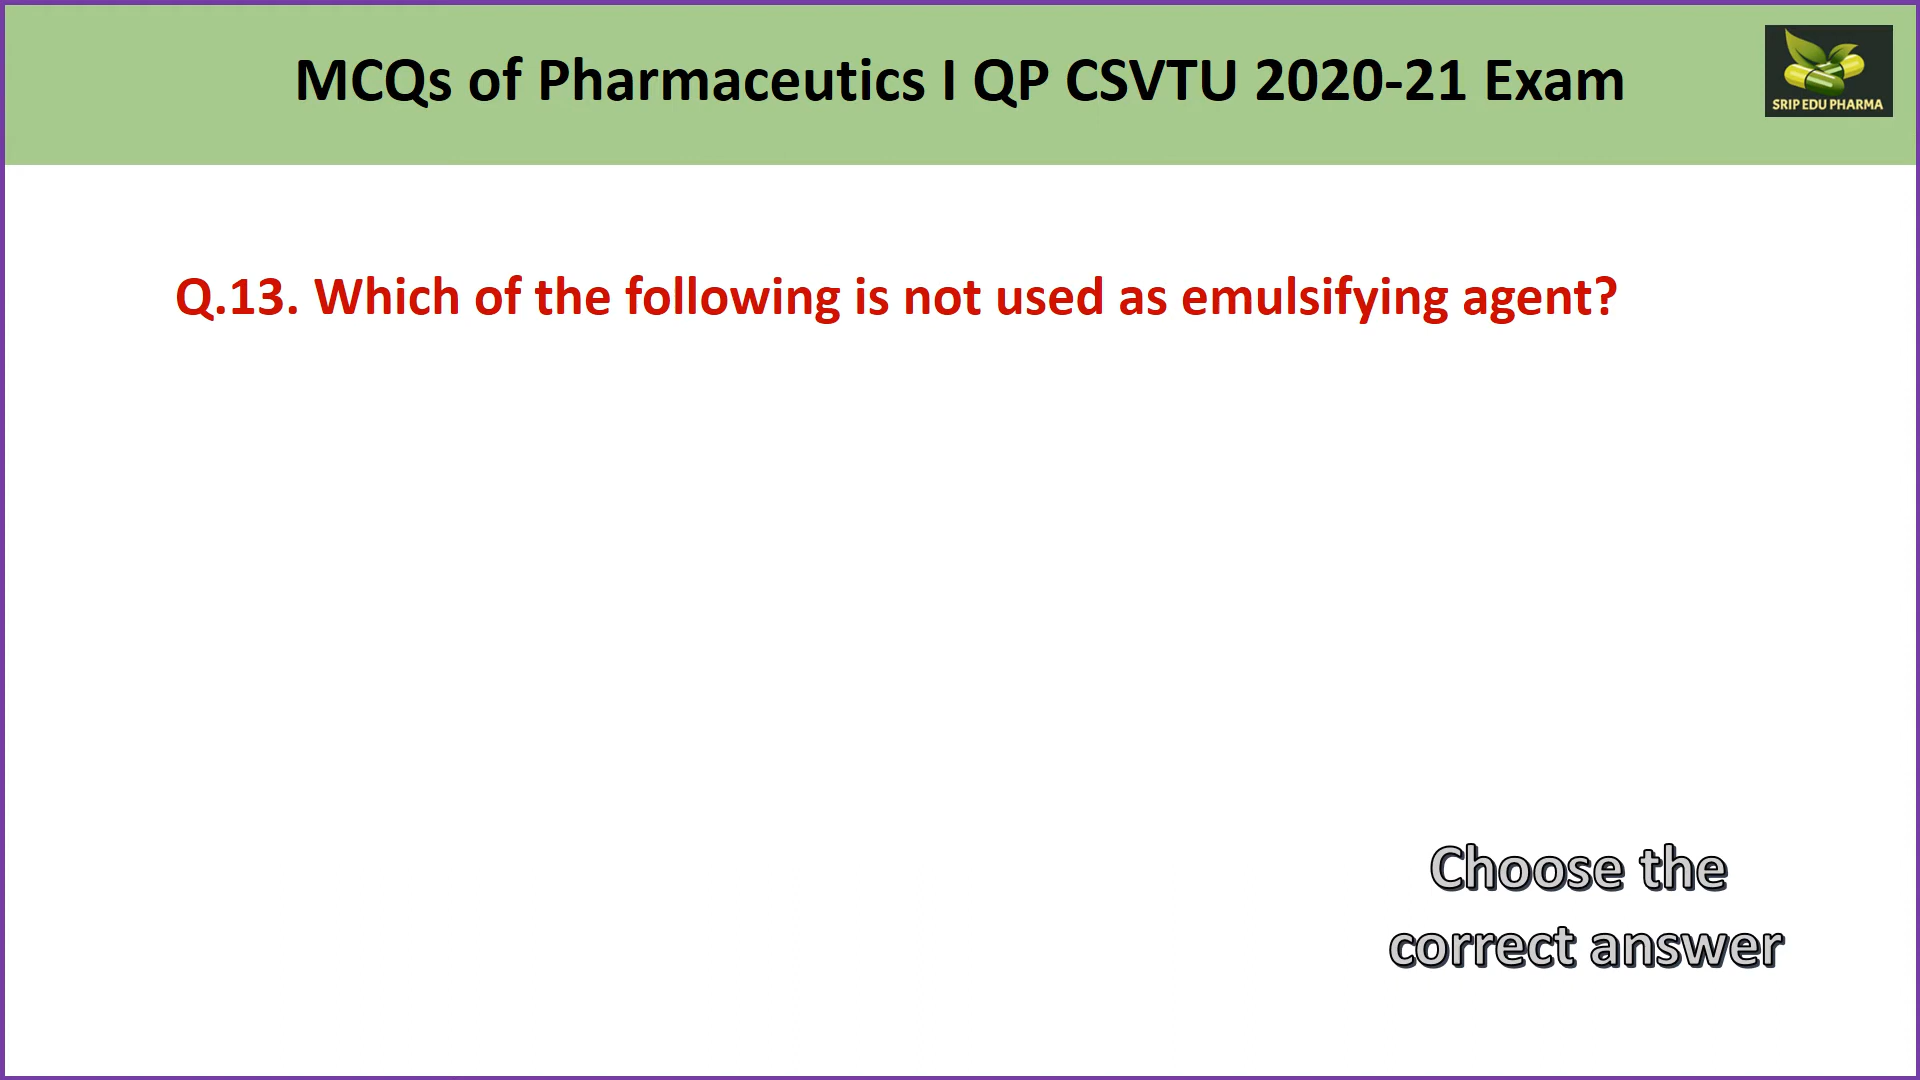 MCQs of Pharmaceutics I QP CSVTU 2020-21 Exam
SRIP EDU PHARMA
Q.13. Which of the following is not used as emulsifying agent?
Choose the
correct answer